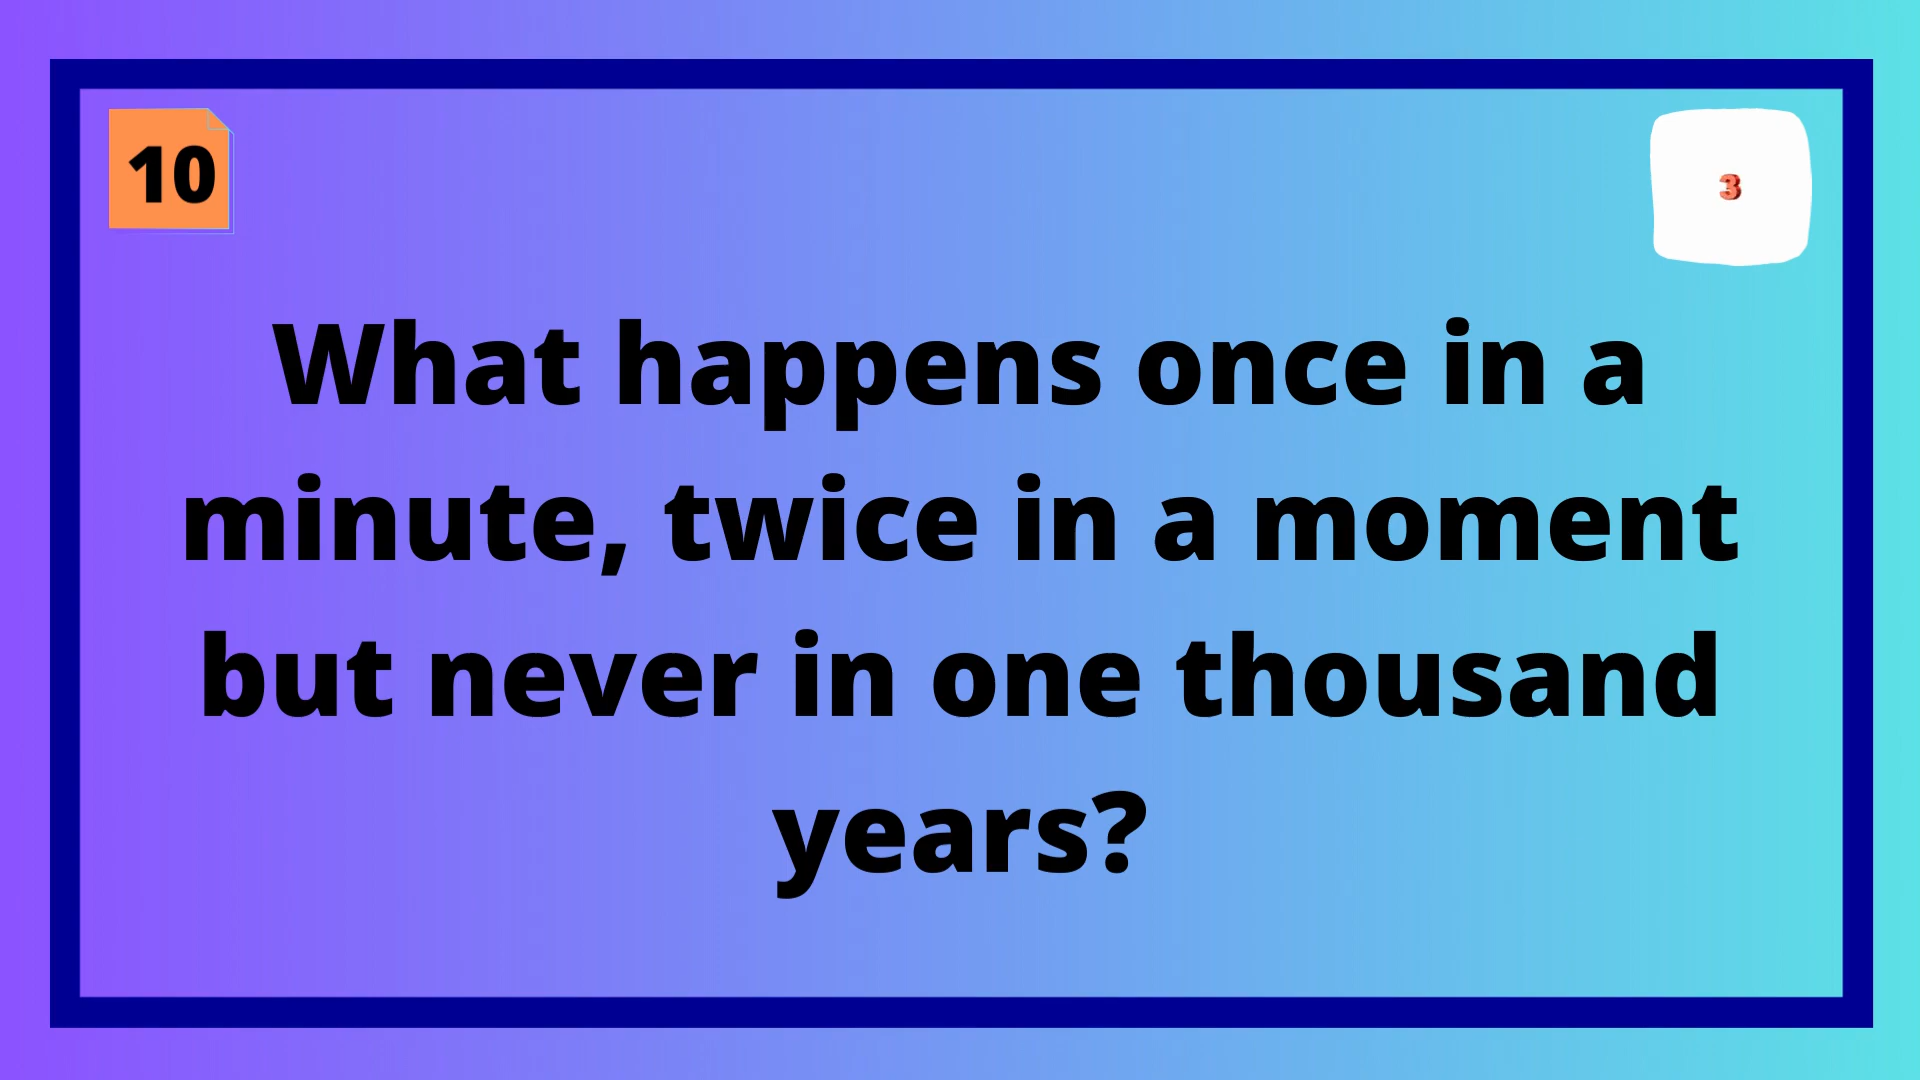 10
3
What happens once in a
minute, twice in a moment
but never in one thousand
years?